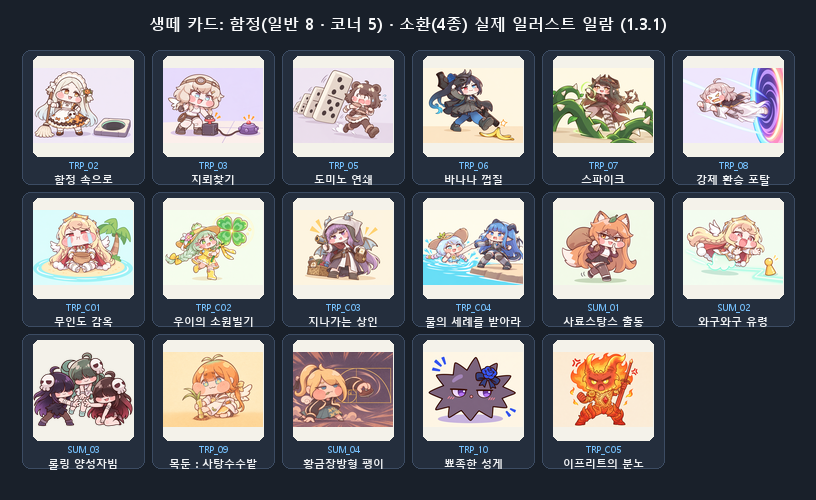 생떼 카드: 함정(일반 8 · 코너 5) · 소환(4종) 실제 일러스트 일람 (1.3.1)
TRP_02
함정 속으로
TRP_03
지뢰찾기
TRP_05
도미노 연쇄
TRP_06
바나나 껍질
TRP_07
스파이크
TRP_08
강제 환승 포탈
TRP_C01
무인도 감옥
TRP_C02
우이의 소원빌기
TRP_C03
지나가는 상인
TRP_C04
물의 세례를 받아라
SUM_01
사료스탕스 출동
SUM_02
와구와구 유령
SUM_03
롤링 양성자빔
TRP_09
목둔 : 사탕수수밭
SUM_04
황금장방형 팽이
TRP_10
뾰족한 성게
TRP_C05
이프리트의 분노